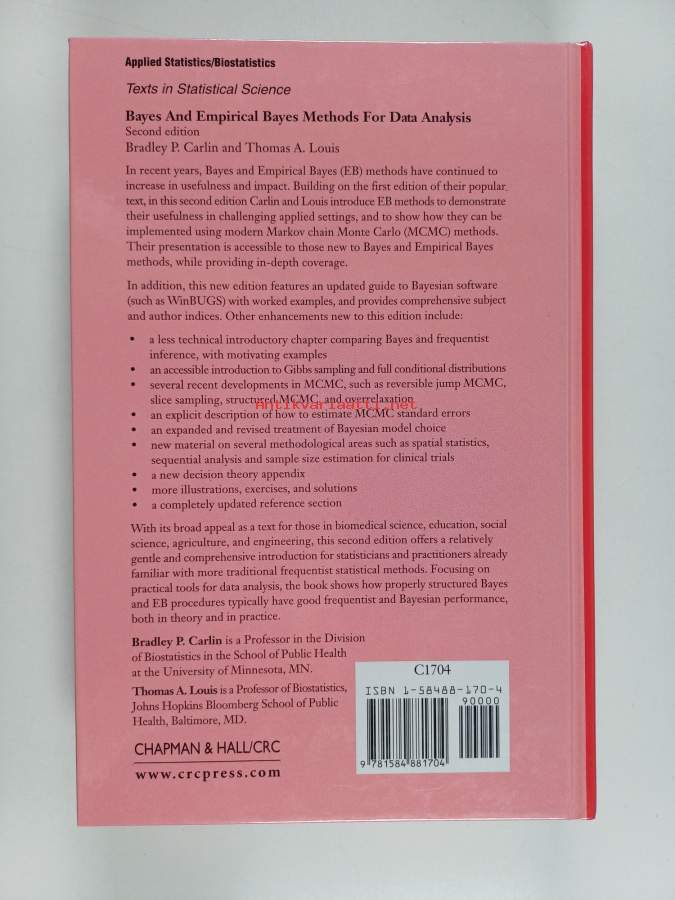 Applied Statistics/Biostatistics
Texts in Statistical Science
Bayes And Empirical Bayes Methods For Data Analysis
Second edition
Bradley P. Carlin and Thomas A. Louis
In recent years, Bayes and Empirical Bayes (EB) methods have continued to
increase in usefulness and impact. Building on the first edition of their popular
text, in this second edition Carlin and Louis introduce EB methods to demonstrate
their usefulness in challenging applied settings, and to show how they can be
implemented using modern Markov chain Monte Carlo (MCMC) methods.
Their presentation is accessible to those new to Bayes and Empirical Bayes
methods, while providing in-depth coverage.
In addition, this new edition features an updated guide to Bayesian software
(such as WinBUGS) with worked examples, and provides comprehensive subject
and author indices. Other enhancements new to this edition include:
• a less technical introductory chapter comparing Bayes and frequentist
inference, with motivating examples
• an accessible introduction to Gibbs sampling and full conditional distributions
• several recent developments in MCMC, such as reversible jump MCMC,
slice sampling, structured MCMC, and overrelaxation
Antikvariaatti.net
• an explicit description of how to estimate MCMC standard errors
• an expanded and revised treatment of Bayesian model choice
• new material on several methodological areas such as spatial statistics,
sequential analysis and sample size estimation for clinical trials
• a new decision theory appendix
• more illustrations, exercises, and solutions
• a completely updated reference section
With its broad appeal as a text for those in biomedical science, education, social
science, agriculture, and engineering, this second edition offers a relatively
gentle and comprehensive introduction for statisticians and practitioners already
familiar with more traditional frequentist statistical methods. Focusing on
practical tools for data analysis, the book shows how properly structured Bayes
and EB procedures typically have good frequentist and Bayesian performance,
both in theory and in practice.
Bradley P. Carlin is a Professor in the Division
of Biostatistics in the School of Public Health
at the University of Minnesota, MN.
Thomas A. Louis is a Professor of Biostatistics,
Johns Hopkins Bloomberg School of Public
Health, Baltimore, MD.
CHAPMAN & HALL/CRC
www.crcpress.com
C1704
ISBN 1-58488-170-4
90000
9 781584 881704